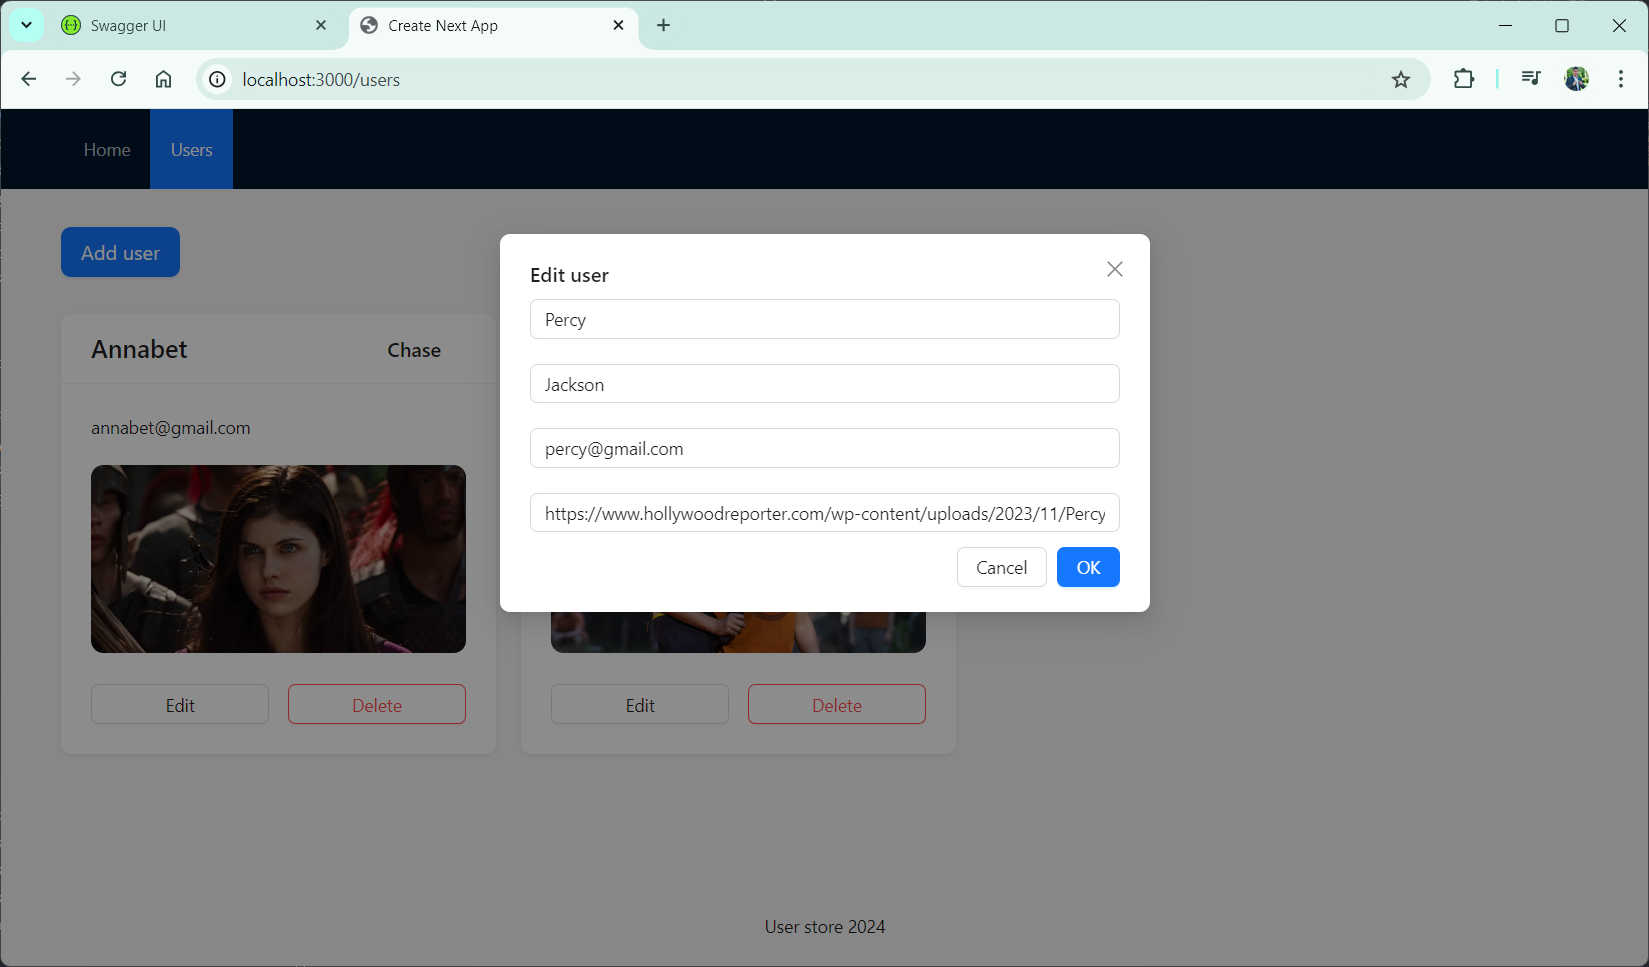 Swagger UI
Create Next App
localhost:3000/users
Home
Users
Add user
Edit user
Percy
Jackson
percy@gmail.com
https://www.hollywoodreporter.com/wp-content/uploads/2023/11/Percy
Cancel
OK
Annabet
Chase
annabet@gmail.com
Edit
Delete
Edit
Delete
User store 2024